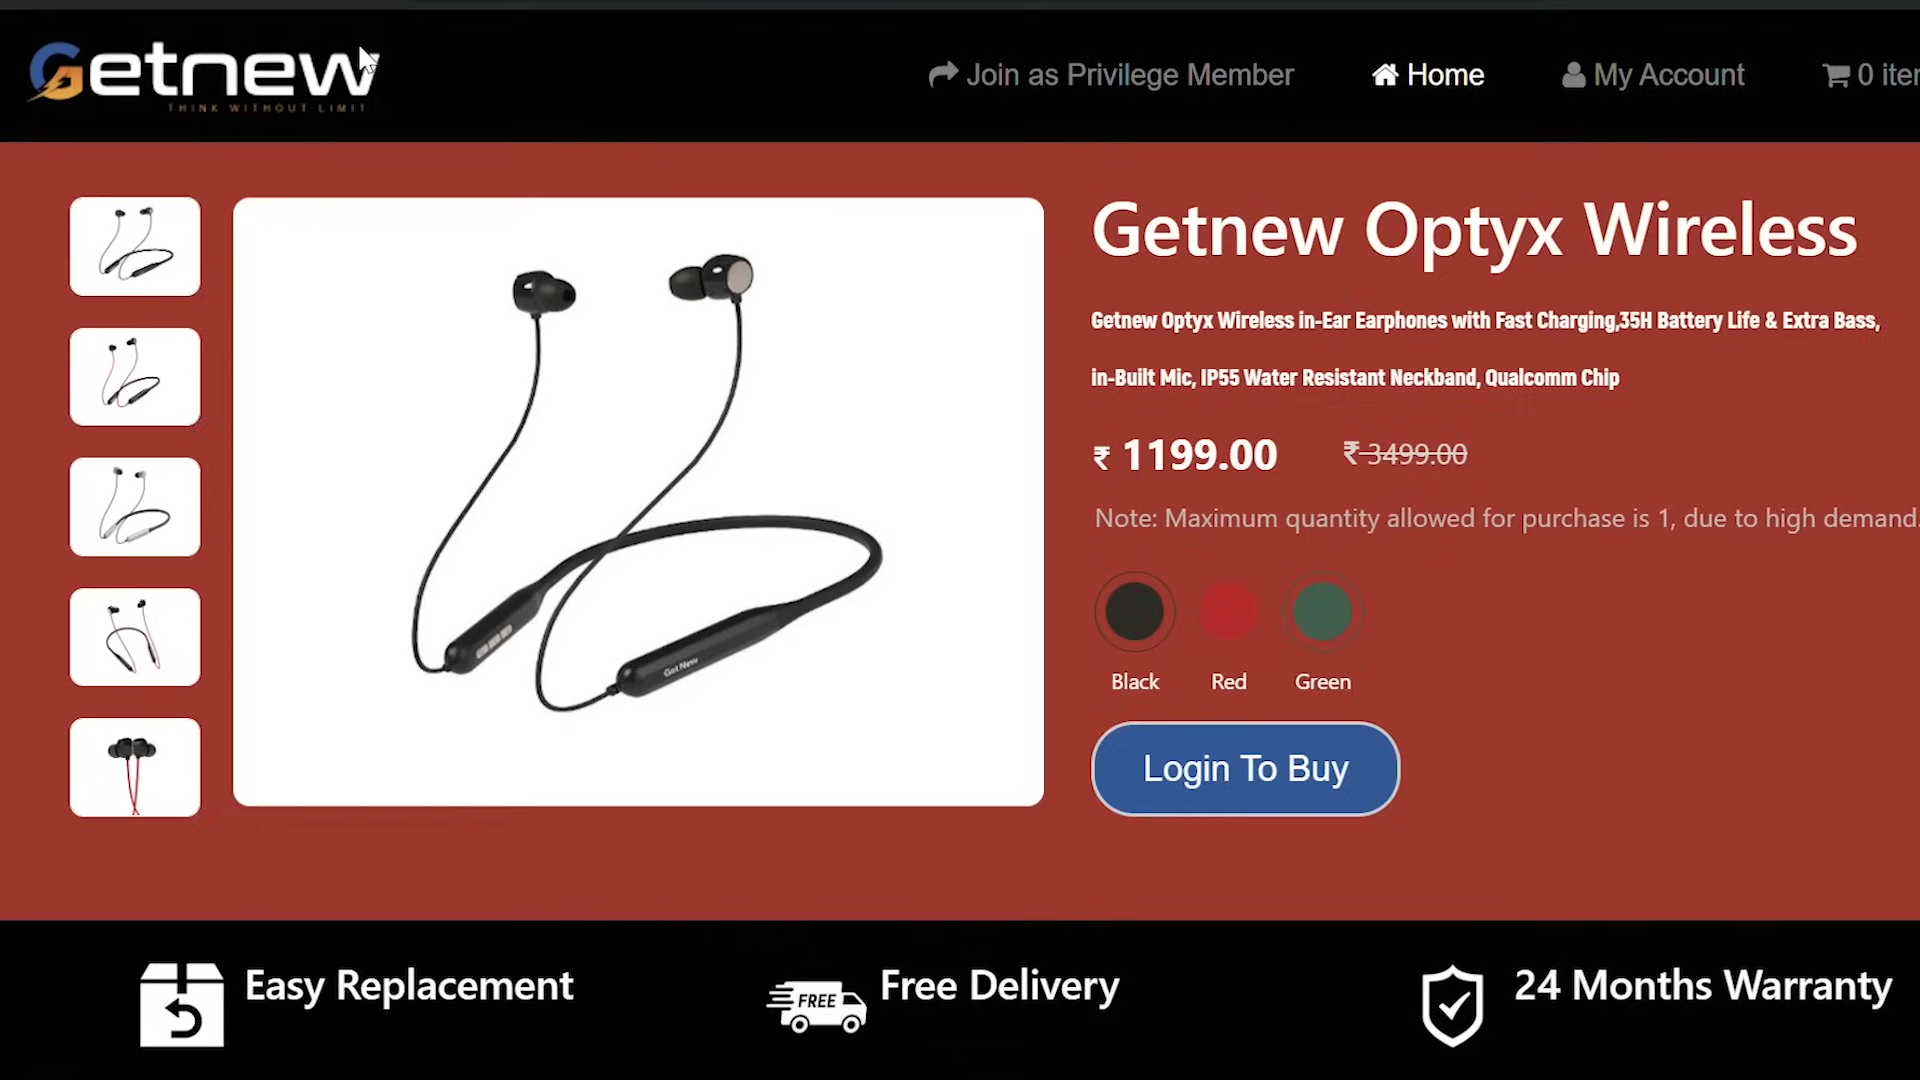 Getnew
THINK WITHOUT LIMIT
Join as Privilege Member
Home
My Account
0 iter
Getnew Optyx Wireless
Getnew Optyx Wireless in-Ear Earphones with Fast Charging,35H Battery Life & Extra Bass,
in-Built Mic, IP55 Water Resistant Neckband, Qualcomm Chip
₹ 1199.00
₹ 3499.00
Note: Maximum quantity allowed for purchase is 1, due to high demand.
Black
Red
Green
Login To Buy
Get New
Easy Replacement
FREE
Free Delivery
24 Months Warranty